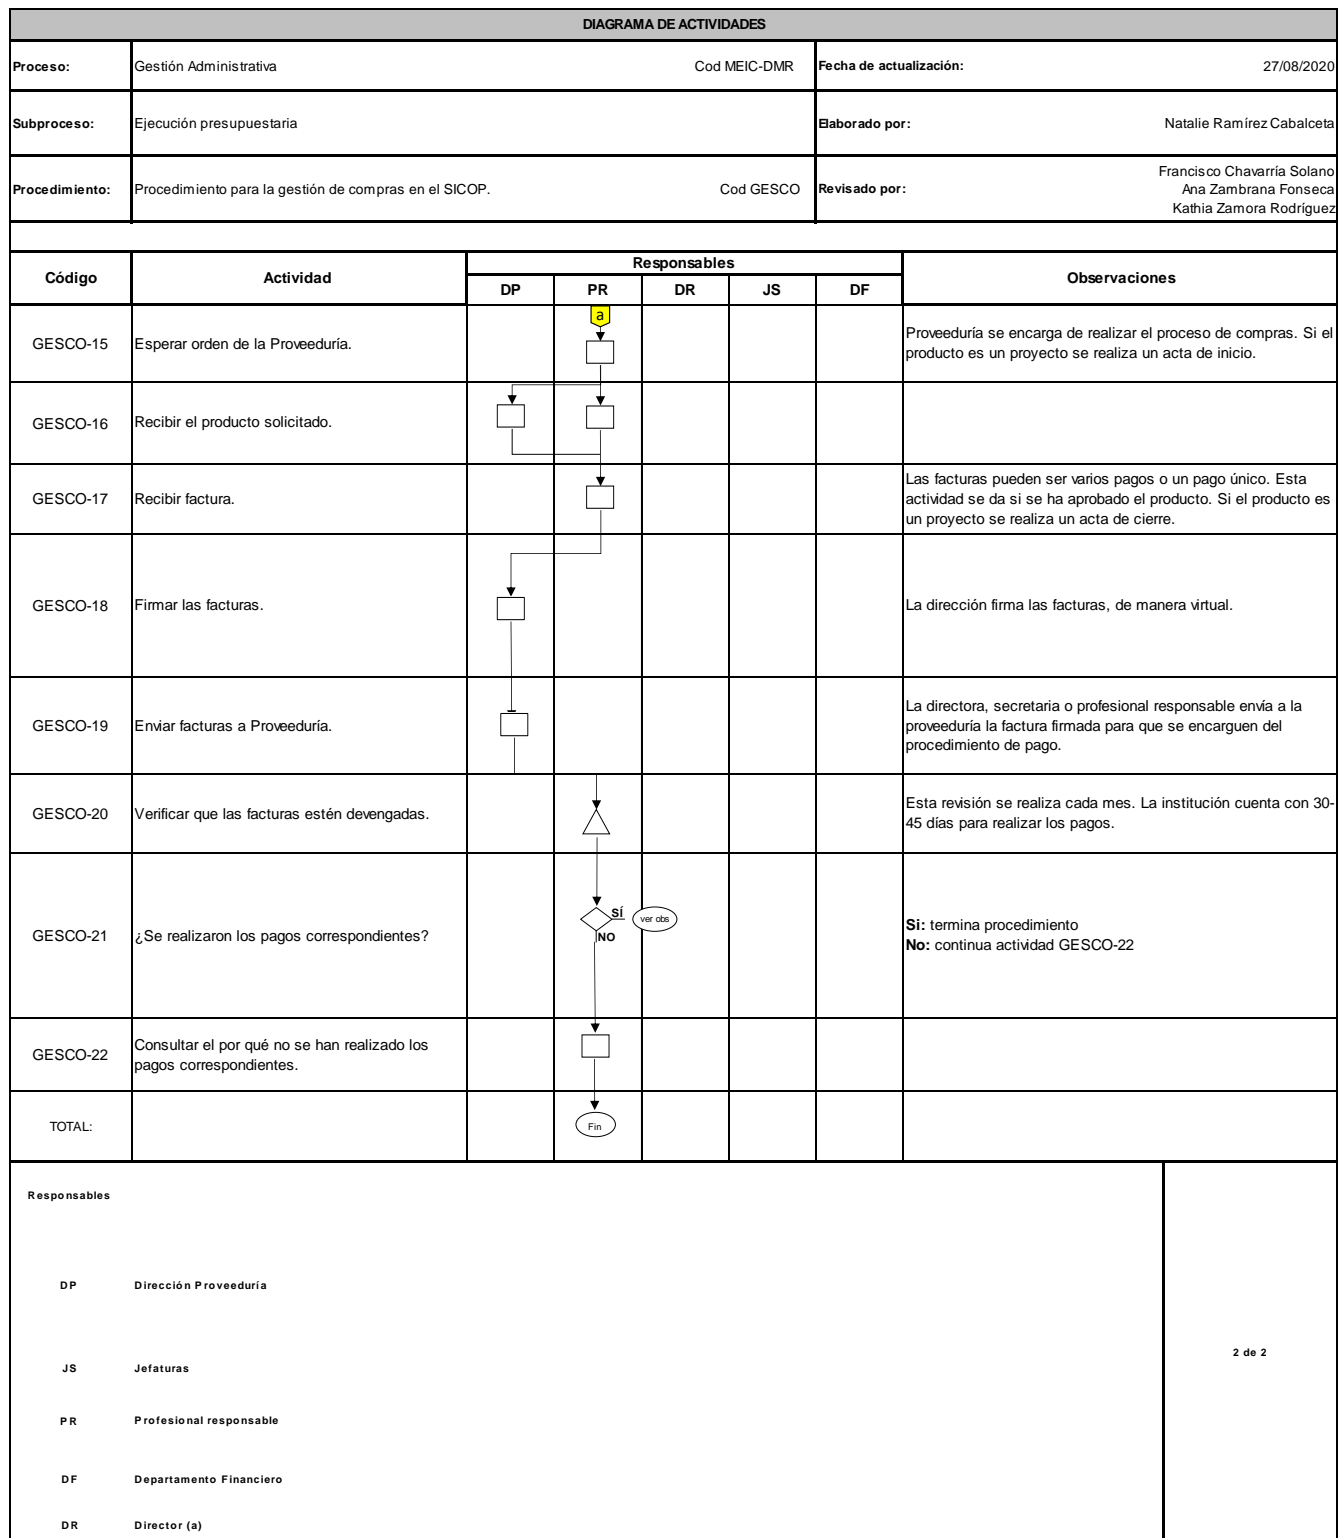 DIAGRAMA DE ACTIVIDADES
Proceso: Gestión Administrativa Cod MEIC-DMR Fecha de actualización: 27/08/2020
Subproceso: Ejecución presupuestaria Elaborado por: Natalie Ramírez Cabalceta
Procedimiento: Procedimiento para la gestión de compras en el SICOP. Cod GESCO Revisado por: Francisco Chavarría Solano
Ana Zambrana Fonseca
Kathia Zamora Rodríguez
Código Actividad Responsables Observaciones
DP PR DR JS DF
a
GESCO-15 Esperar orden de la Proveeduría. Proveeduría se encarga de realizar el proceso de compras. Si el
producto es un proyecto se realiza un acta de inicio.
GESCO-16 Recibir el producto solicitado.
GESCO-17 Recibir factura. Las facturas pueden ser varios pagos o un pago único. Esta
actividad se da si se ha aprobado el producto. Si el producto es
un proyecto se realiza un acta de cierre.
GESCO-18 Firmar las facturas. La dirección firma las facturas, de manera virtual.
GESCO-19 Enviar facturas a Proveeduría. La directora, secretaria o profesional responsable envía a la
proveeduría la factura firmada para que se encarguen del
procedimiento de pago.
GESCO-20 Verificar que las facturas estén devengadas. Esta revisión se realiza cada mes. La institución cuenta con 30-
45 días para realizar los pagos.
GESCO-21 ¿Se realizaron los pagos correspondientes? SÍ ver obs Si: termina procedimiento
NO No: continua actividad GESCO-22
GESCO-22 Consultar el por qué no se han realizado los
pagos correspondientes.
TOTAL: Fin
Responsables
DP Dirección Proveeduría
JS Jefaturas
2 de 2
PR Profesional responsable
DF Departamento Financiero
DR Director (a)